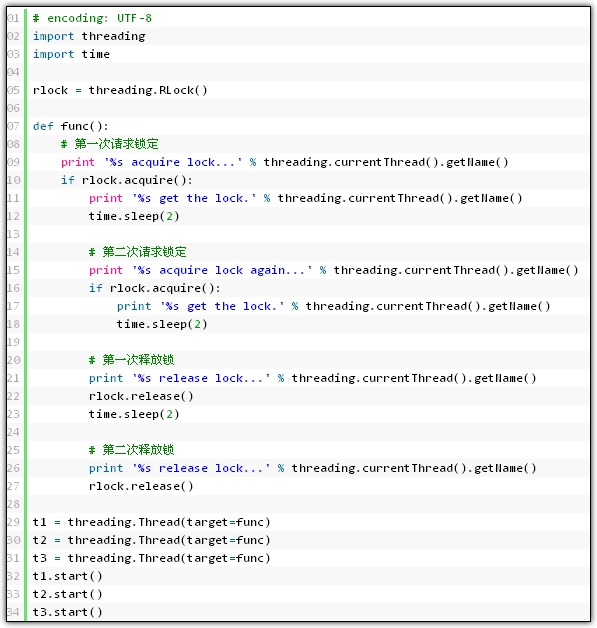 01 # encoding: UTF-8
02 import threading
03 import time
04
05 rlock = threading.RLock()
06
07 def func():
08     # 第一次请求锁定
09     print '%s acquire lock...' % threading.currentThread().getName()
10     if rlock.acquire():
11         print '%s get the lock.' % threading.currentThread().getName()
12         time.sleep(2)
13
14         # 第二次请求锁定
15         print '%s acquire lock again...' % threading.currentThread().getName()
16         if rlock.acquire():
17             print '%s get the lock.' % threading.currentThread().getName()
18             time.sleep(2)
19
20         # 第一次释放锁
21         print '%s release lock...' % threading.currentThread().getName()
22         rlock.release()
23         time.sleep(2)
24
25         # 第二次释放锁
26         print '%s release lock...' % threading.currentThread().getName()
27         rlock.release()
28
29 t1 = threading.Thread(target=func)
30 t2 = threading.Thread(target=func)
31 t3 = threading.Thread(target=func)
32 t1.start()
33 t2.start()
34 t3.start()